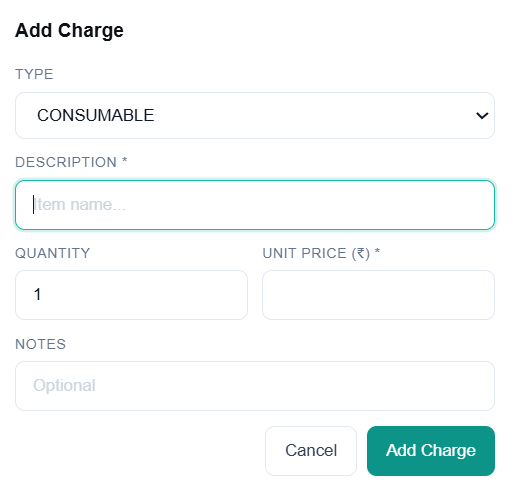 Add Charge
TYPE
CONSUMABLE
DESCRIPTION *
Item name...
QUANTITY
UNIT PRICE (₹) *
1
NOTES
Optional
Cancel
Add Charge